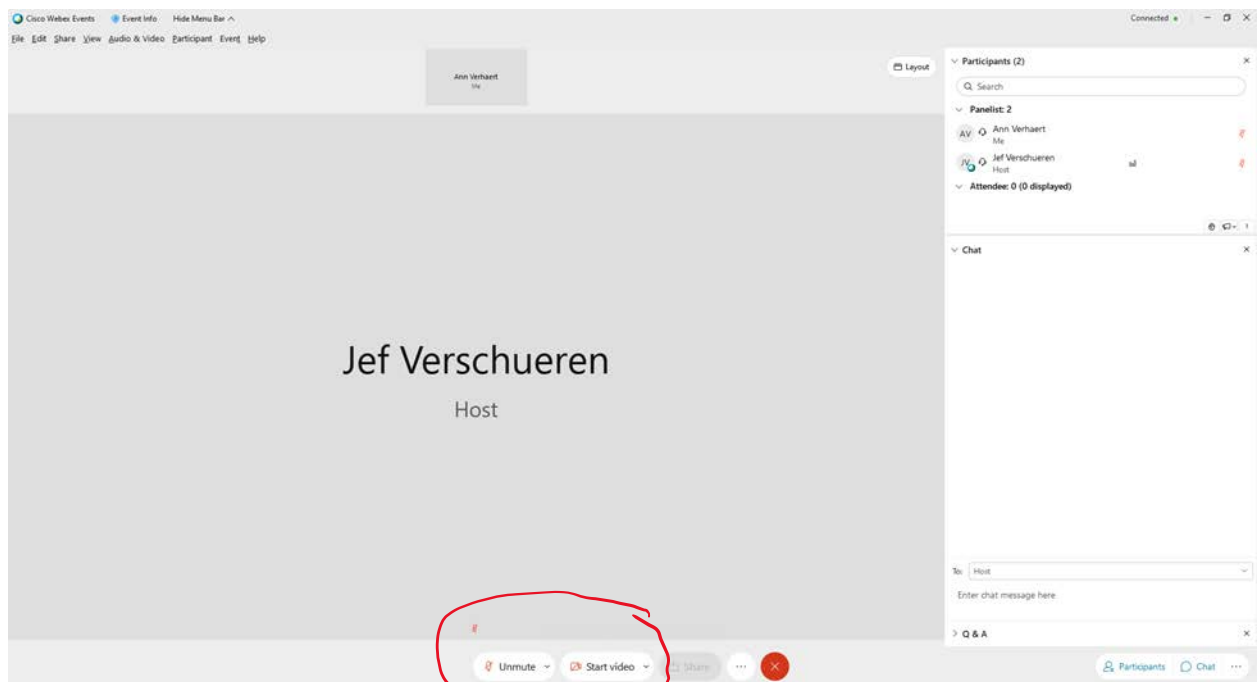 Cisco Webex Events Event Info Hide Menu Bar Connected
File Edit Share View Audio & Video Participant Event Help
Ann Verhaert
Me
Layout
Participants (2)
Search
Panelist: 2
AV Ann Verhaert
Me
JV Jef Verschueren
Host
Attendee: 0 (0 displayed)
Chat
Jef Verschueren
Host
To: Host
Enter chat message here
Q & A
Unmute Start video Share
Participants Chat